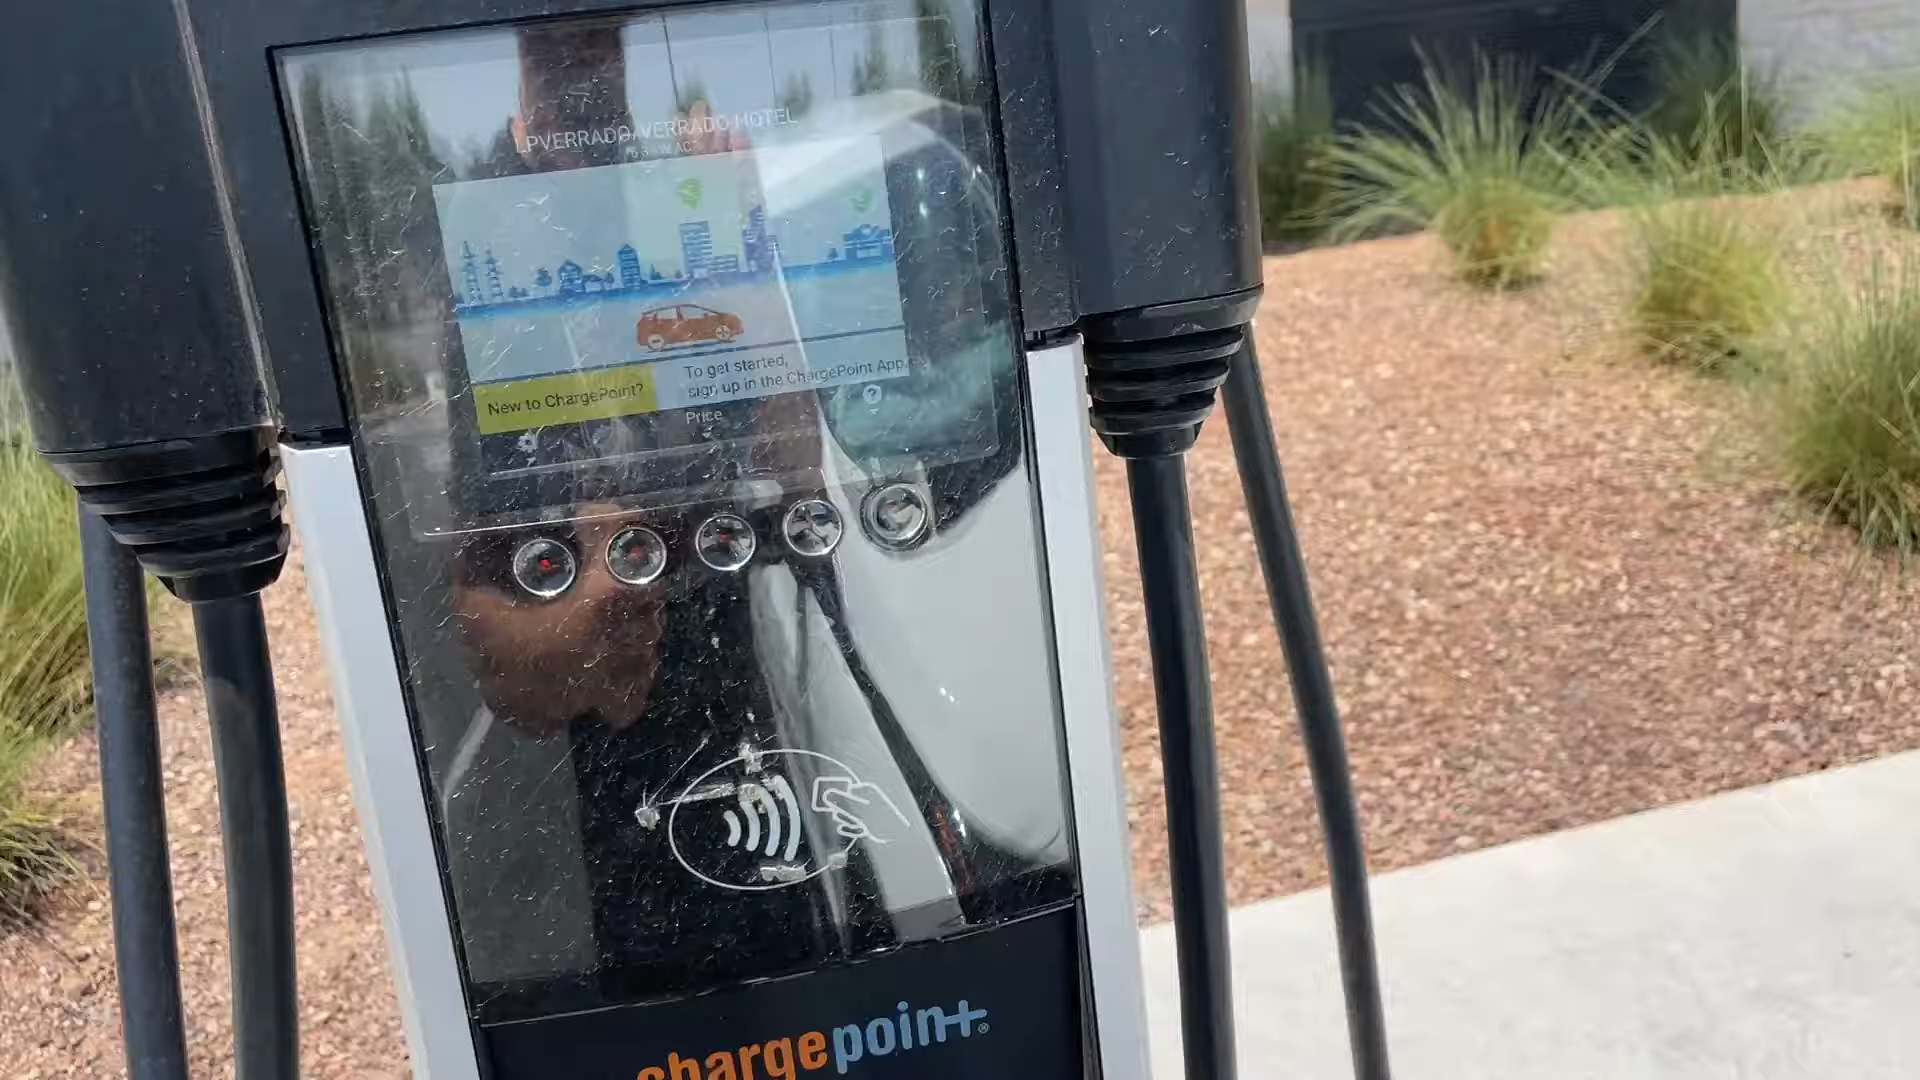 LPVERRADO/VERRADO HOTEL
New to ChargePoint?
To get started,
sign up in the ChargePoint App.
Price
?
chargepoint®